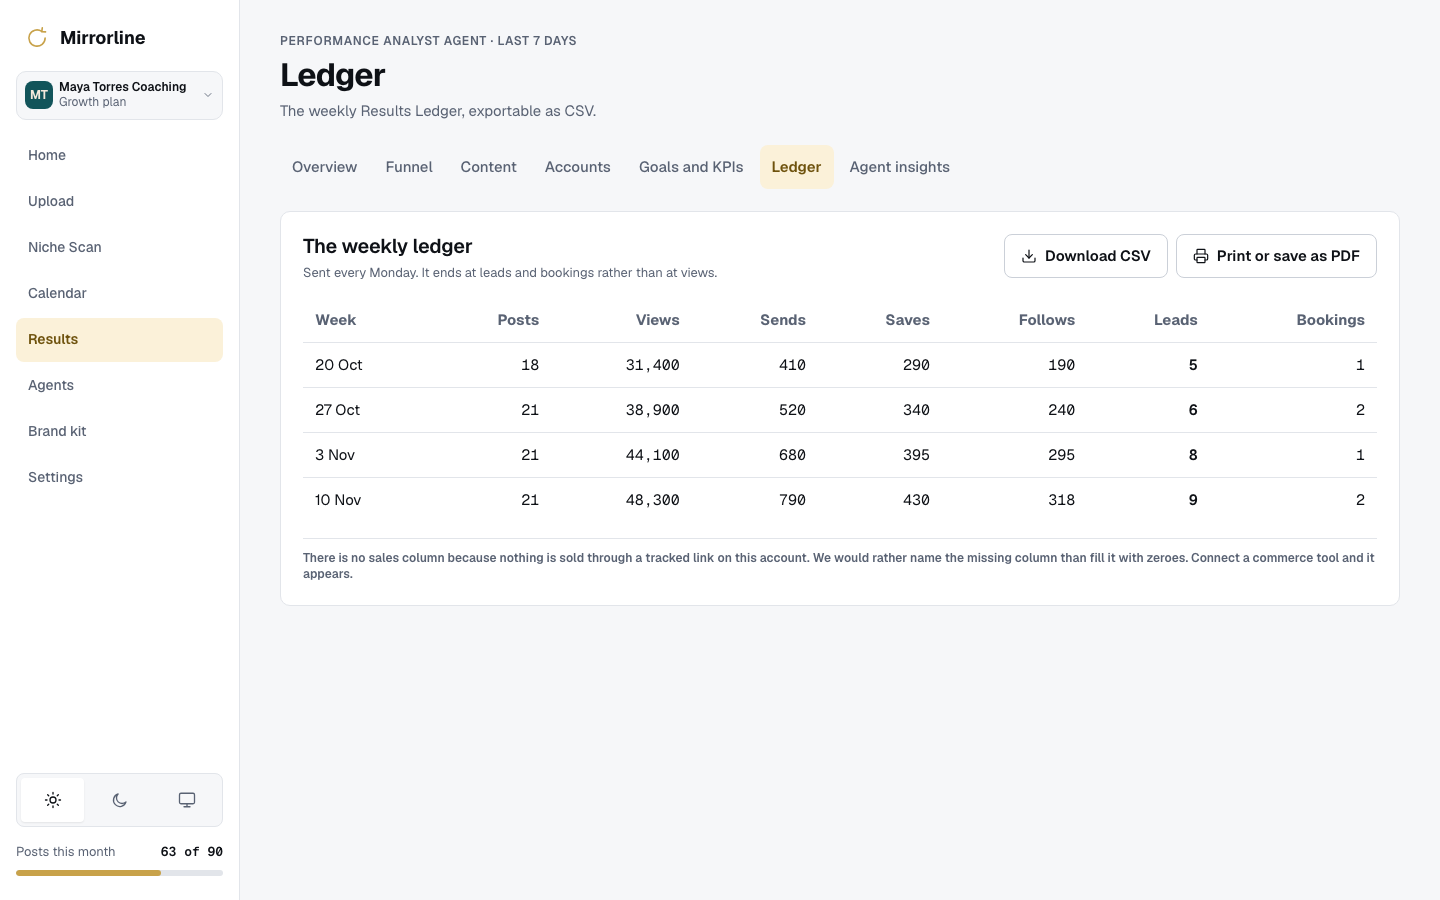 Mirrorline
MT
Maya Torres Coaching
Growth plan
Home
Upload
Niche Scan
Calendar
Results
Agents
Brand kit
Settings
Posts this month 63 of 90
PERFORMANCE ANALYST AGENT · LAST 7 DAYS
Ledger
The weekly Results Ledger, exportable as CSV.
Overview Funnel Content Accounts Goals and KPIs Ledger Agent insights
The weekly ledger
Sent every Monday. It ends at leads and bookings rather than at views.
Download CSV Print or save as PDF
Week Posts Views Sends Saves Follows Leads Bookings
20 Oct 18 31,400 410 290 190 5 1
27 Oct 21 38,900 520 340 240 6 2
3 Nov 21 44,100 680 395 295 8 1
10 Nov 21 48,300 790 430 318 9 2
There is no sales column because nothing is sold through a tracked link on this account. We would rather name the missing column than fill it with zeroes. Connect a commerce tool and it
appears.